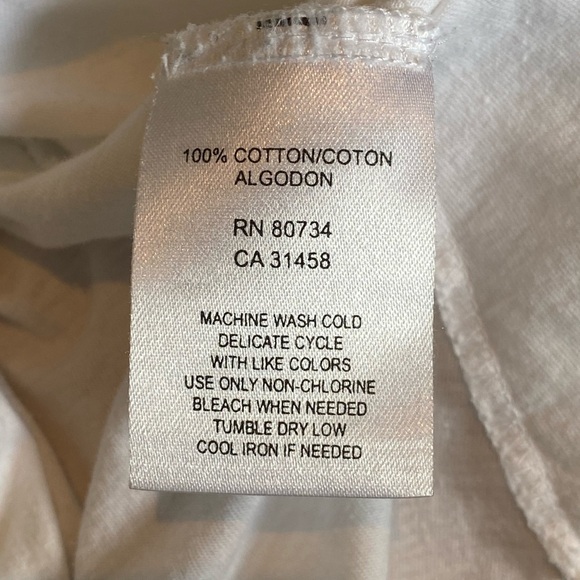 100% COTTON/COTON
ALGODON
RN 80734
CA 31458
MACHINE WASH COLD
DELICATE CYCLE
WITH LIKE COLORS
USE ONLY NON-CHLORINE
BLEACH WHEN NEEDED
TUMBLE DRY LOW
COOL IRON IF NEEDED